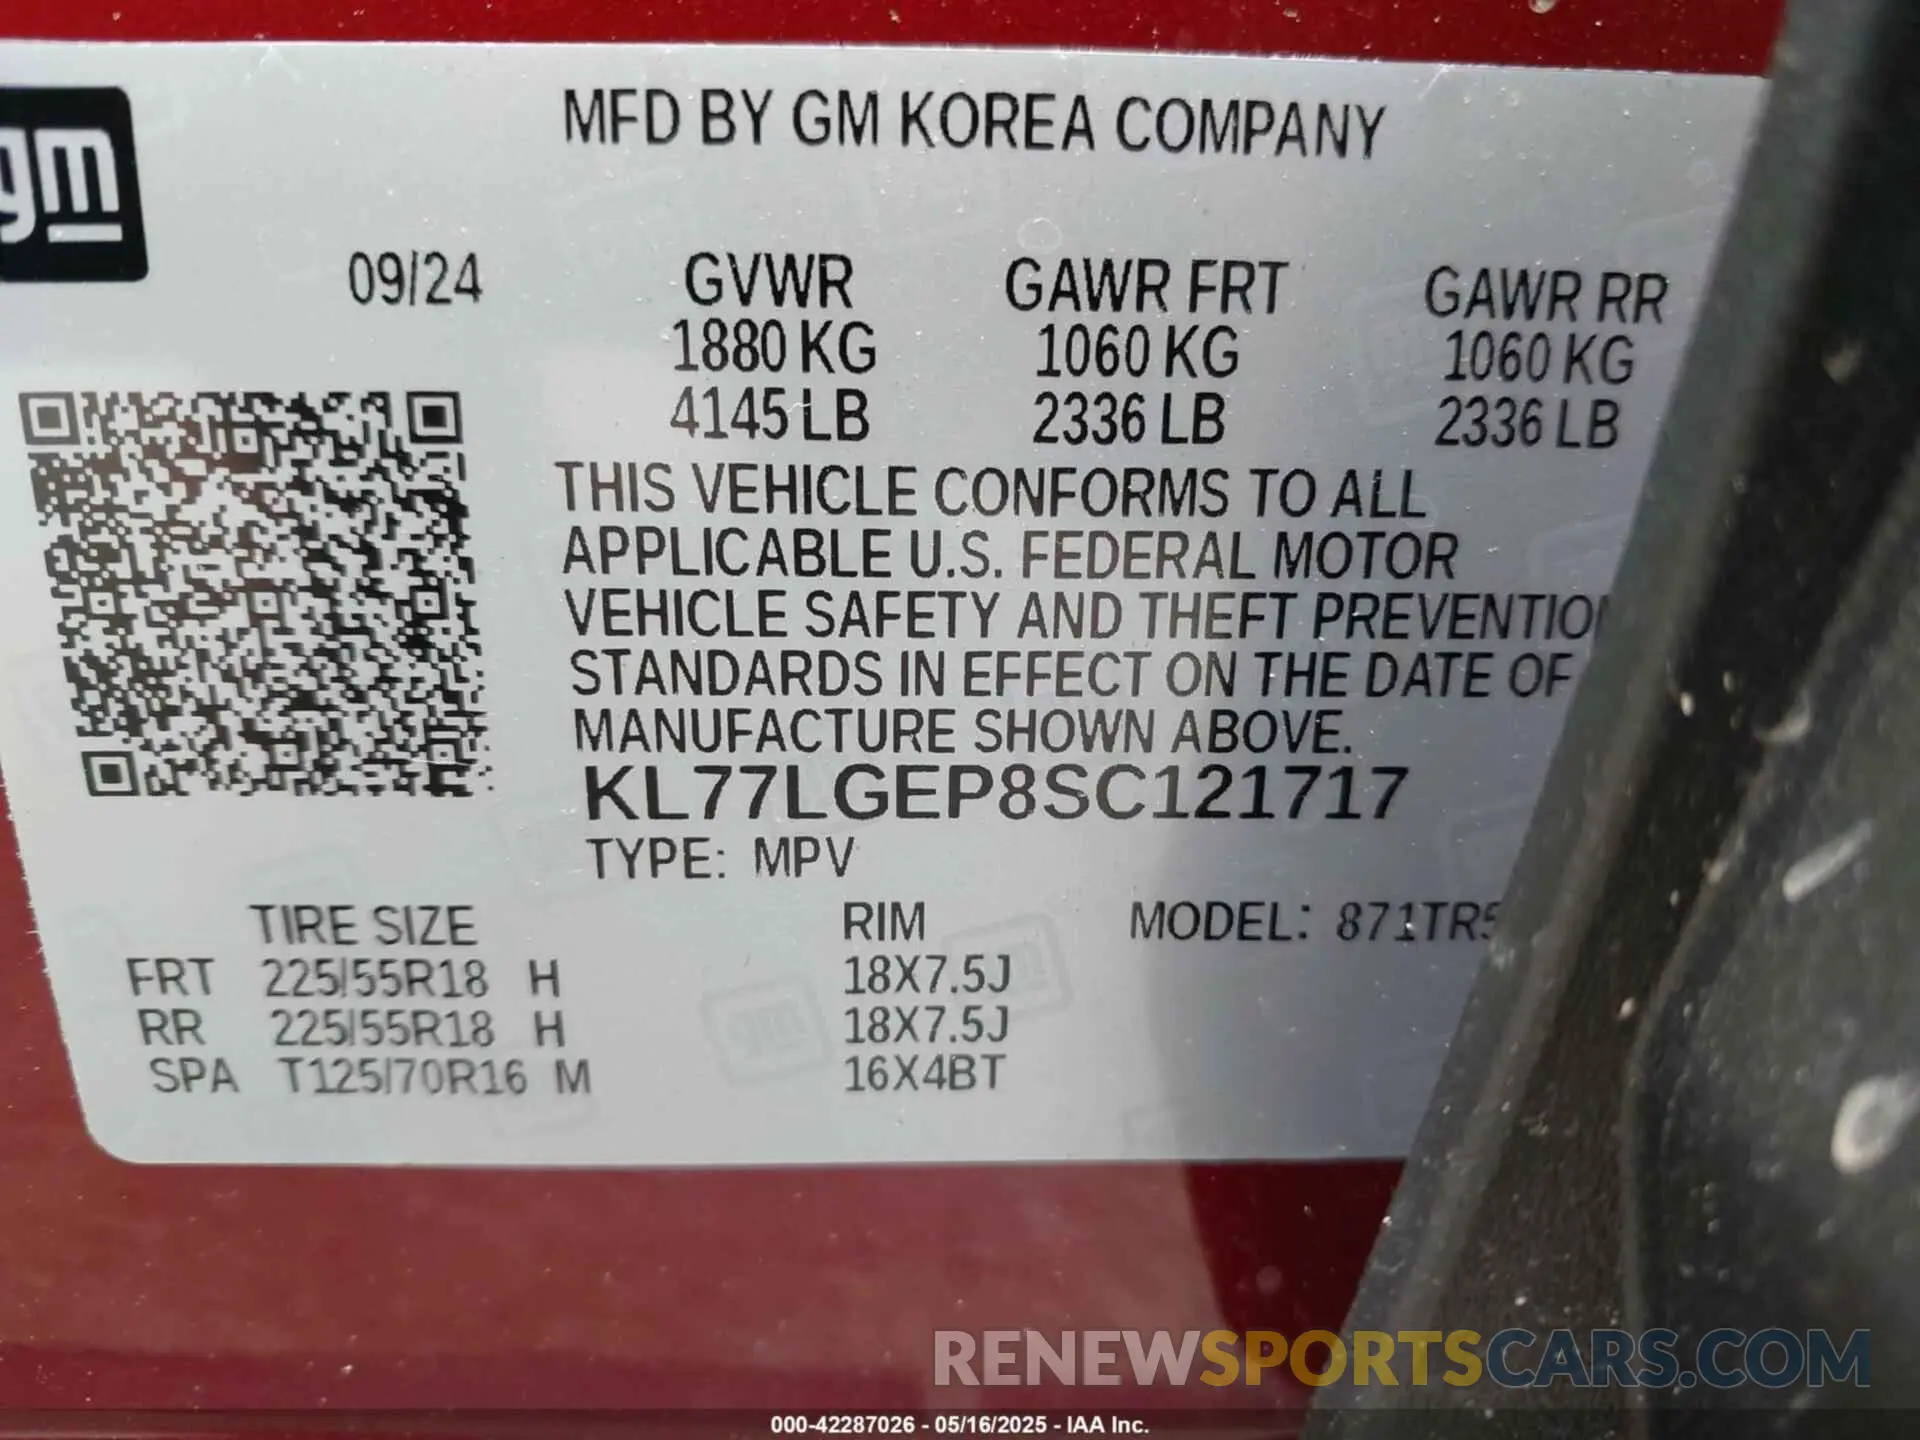 MFD BY GM KOREA COMPANY
gm
09/24 GVWR GAWR FRT GAWR RR
1880 KG 1060 KG 1060 KG
4145 LB 2336 LB 2336 LB
THIS VEHICLE CONFORMS TO ALL
APPLICABLE U.S. FEDERAL MOTOR
VEHICLE SAFETY AND THEFT PREVENTIO
STANDARDS IN EFFECT ON THE DATE OF
MANUFACTURE SHOWN ABOVE.
KL77LGEP8SC121717
TYPE: MPV
TIRE SIZE RIM MODEL: 871TR5
FRT 225/55R18 H 18X7.5J
RR 225/55R18 H 18X7.5J
SPA T125/70R16 M 16X4BT
gm
RENEWSPORTSCARS.COM
000-42287026 - 05/16/2025 - IAA Inc.